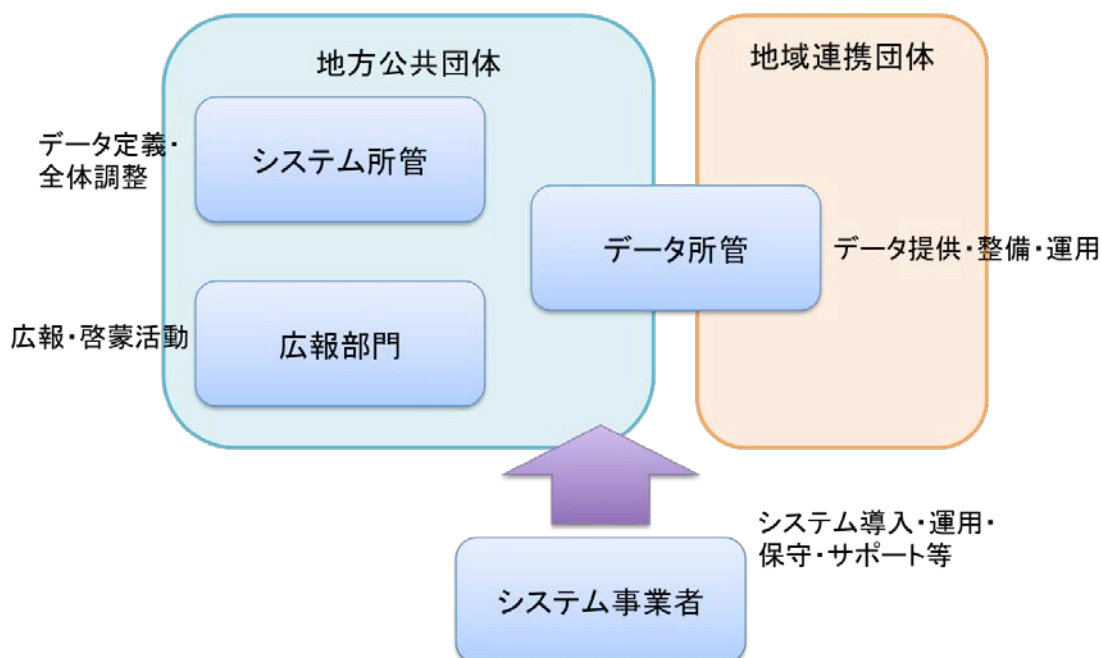 地方公共団体
地域連携団体
データ定義・
全体調整
システム所管
データ所管
データ提供・整備・運用
広報・啓蒙活動
広報部門
システム導入・運用・
保守・サポート等
システム事業者